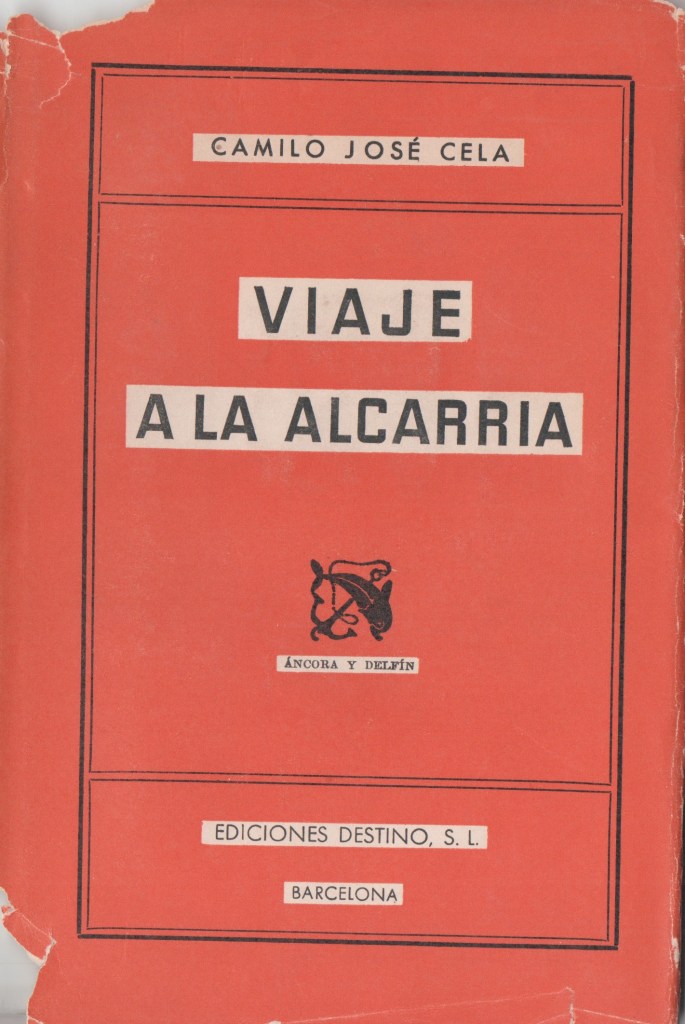 CAMILO JOSÉ CELA
VIAJE
A LA ALCARRIA
ÁNCORA Y DELFÍN
EDICIONES DESTINO, S. L.
BARCELONA